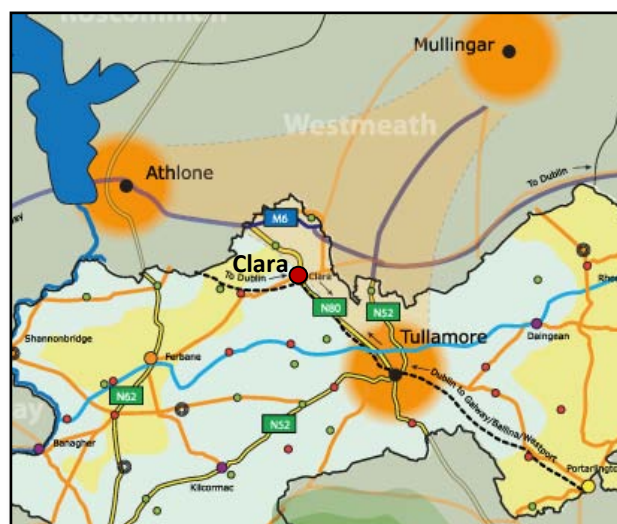 Roscommon
Mullingar
Westmeath
Athlone
To Dublin
M6
Clara
To Dublin
Clara
N80
N52
Tullamore
Shannonbridge
Ferbane
Daingean
N62
Dublin to Galway/Ballina/Westport
N52
Banagher
Kilcormac
Portarlington